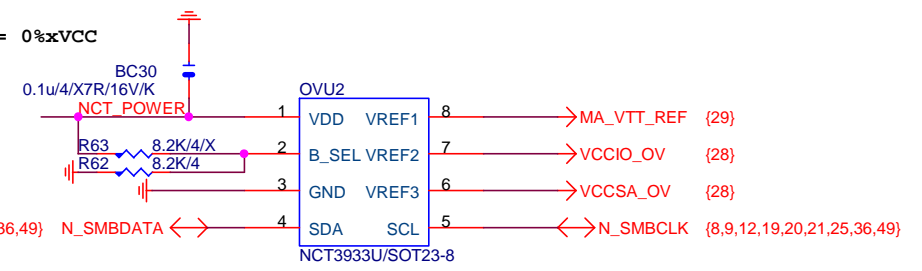 = 0%xVCC
BC30
0.1u/4/X7R/16V/K
NCT_POWER
OVU2
1 VDD VREF1 8 MA_VTT_REF {29}
R63 8.2K/4/X
2 B_SEL VREF2 7 VCCIO_OV {28}
R62 8.2K/4
3 GND VREF3 6 VCCSA_OV {28}
36,49} N_SMBDATA 4 SDA SCL 5 N_SMBCLK {8,9,12,19,20,21,25,36,49}
NCT3933U/SOT23-8